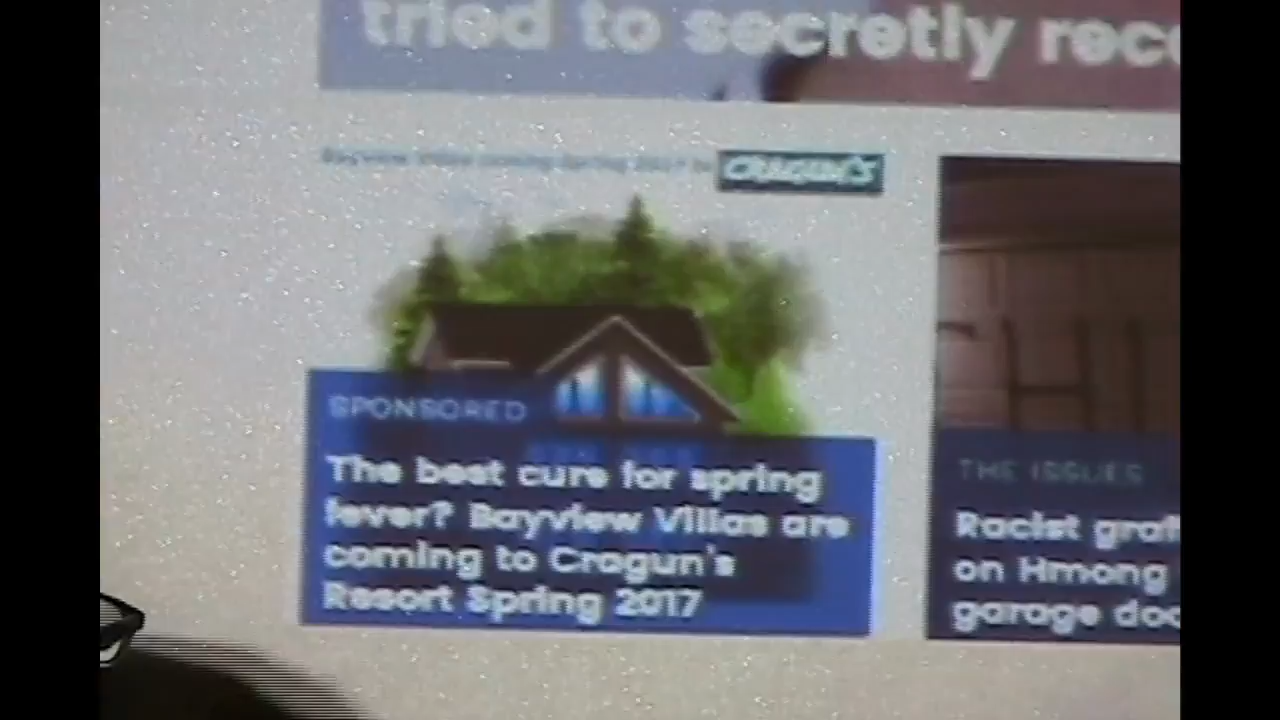 tried to secretly reco
CRAGUN'S
SPONSORED
The best cure for spring
fever? Bayview Villas are
coming to Cragun's
Resort Spring 2017
THE ISSUES
Racist graf
on Hmong
garage doo